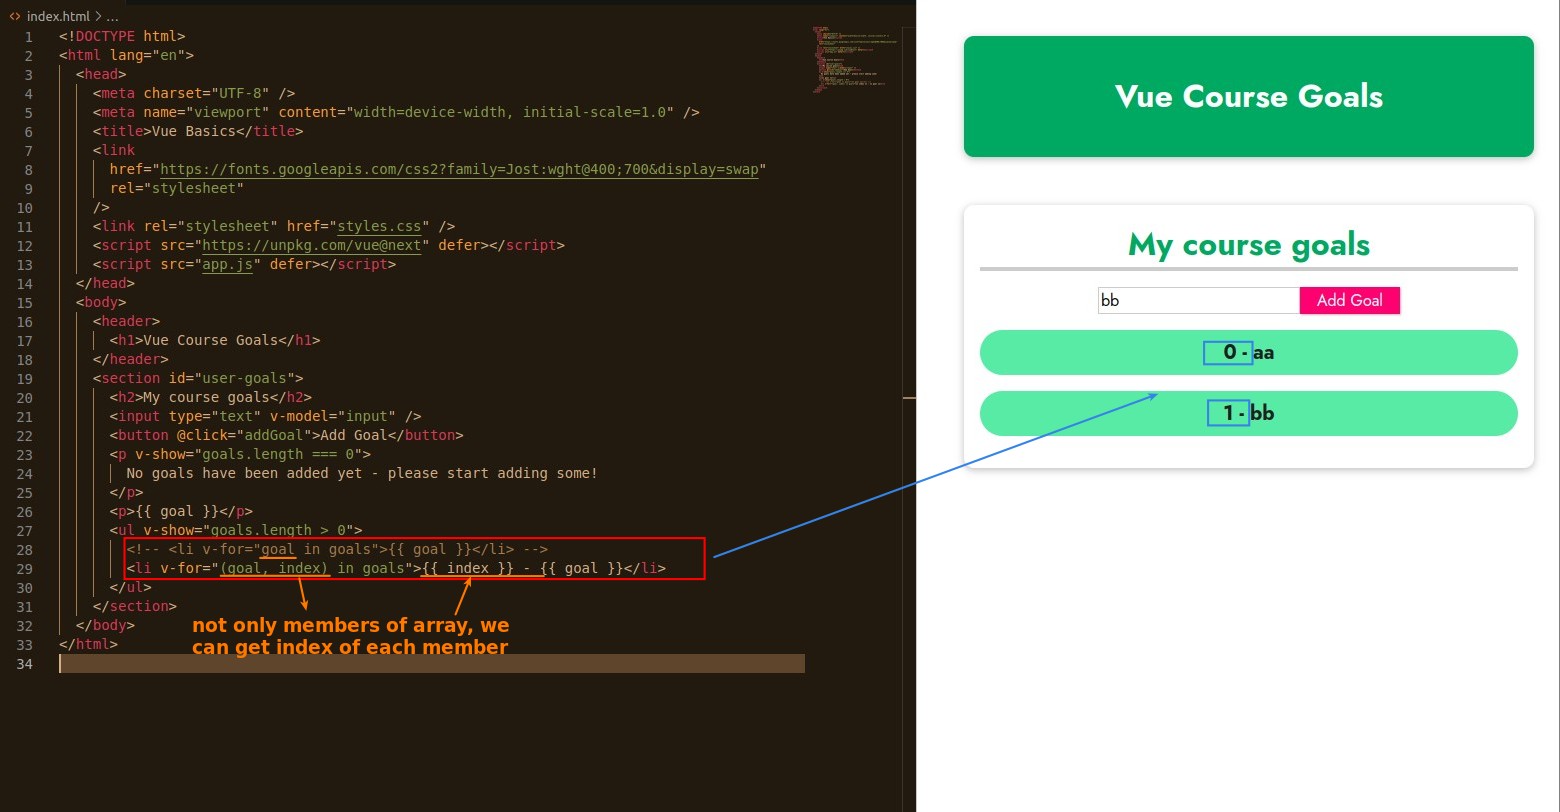 index.html > ...
1 <!DOCTYPE html>
2 <html lang="en">
3 <head>
4 <meta charset="UTF-8" />
5 <meta name="viewport" content="width=device-width, initial-scale=1.0" />
6 <title>Vue Basics</title>
7 <link
8 href="https://fonts.googleapis.com/css2?family=Jost:wght@400;700&display=swap"
9 rel="stylesheet"
10 />
11 <link rel="stylesheet" href="styles.css" />
12 <script src="https://unpkg.com/vue@next" defer></script>
13 <script src="app.js" defer></script>
14 </head>
15 <body>
16 <header>
17 <h1>Vue Course Goals</h1>
18 </header>
19 <section id="user-goals">
20 <h2>My course goals</h2>
21 <input type="text" v-model="input" />
22 <button @click="addGoal">Add Goal</button>
23 <p v-show="goals.length === 0">
24 No goals have been added yet - please start adding some!
25 </p>
26 <p>{{ goal }}</p>
27 <ul v-show="goals.length > 0">
28 <!-- <li v-for="goal in goals">{{ goal }}</li> -->
29 <li v-for="(goal, index) in goals">{{ index }} - {{ goal }}</li>
30 </ul>
31 </section>
32 </body>
33 </html>
34
not only members of array, we
can get index of each member
Vue Course Goals
My course goals
bb Add Goal
0 - aa
1 - bb